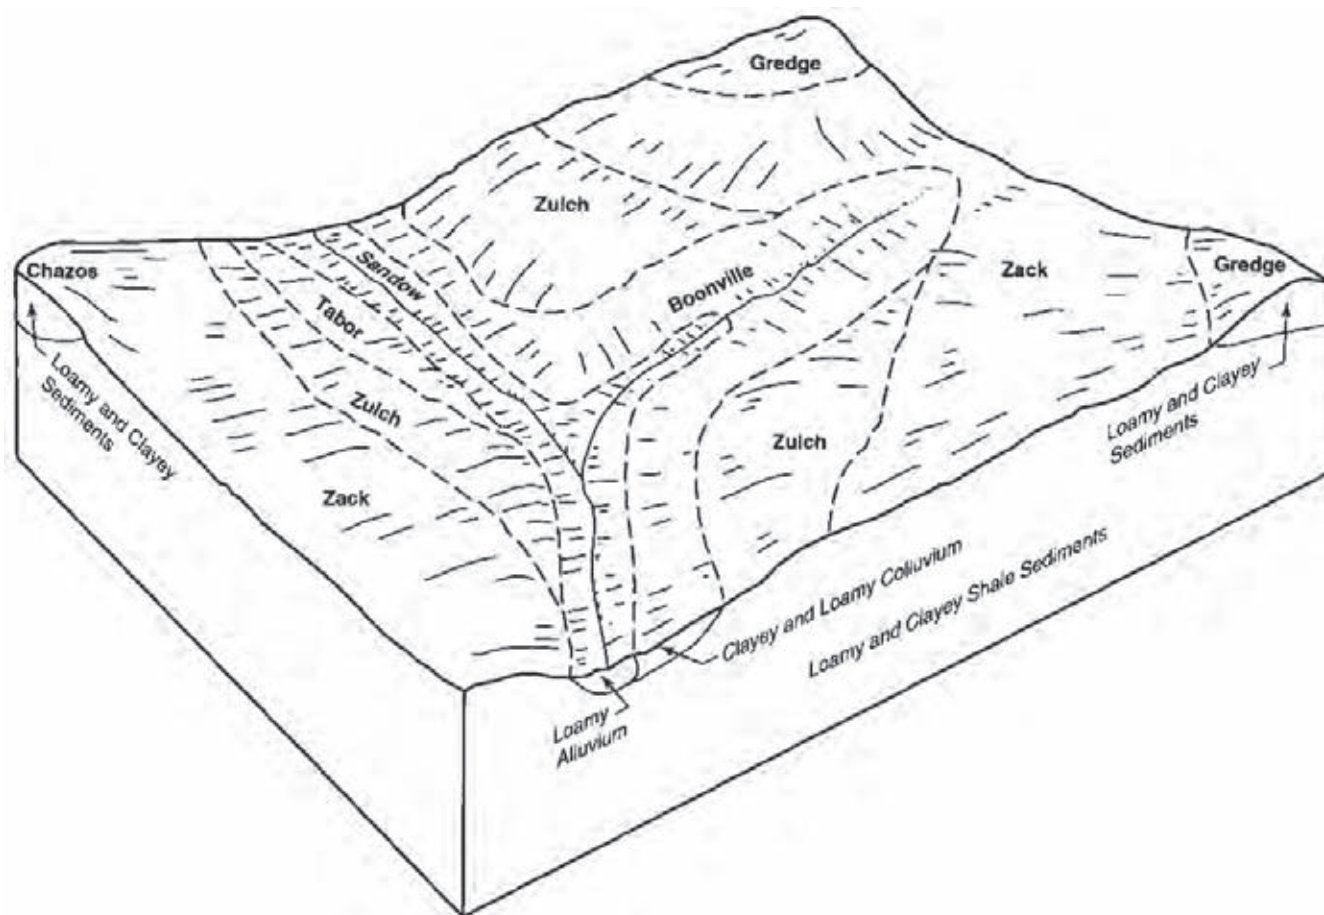 Gredge
Zulch
Chazos
Sandow
Boonville
Zack
Gredge
Tabor
Loamy and Clayey
Sediments
Zulch
Loamy and Clayey
Sediments
Zulch
Zack
Clayey and Loamy Colluvium
Loamy and Clayey Shale Sediments
Loamy
Alluvium